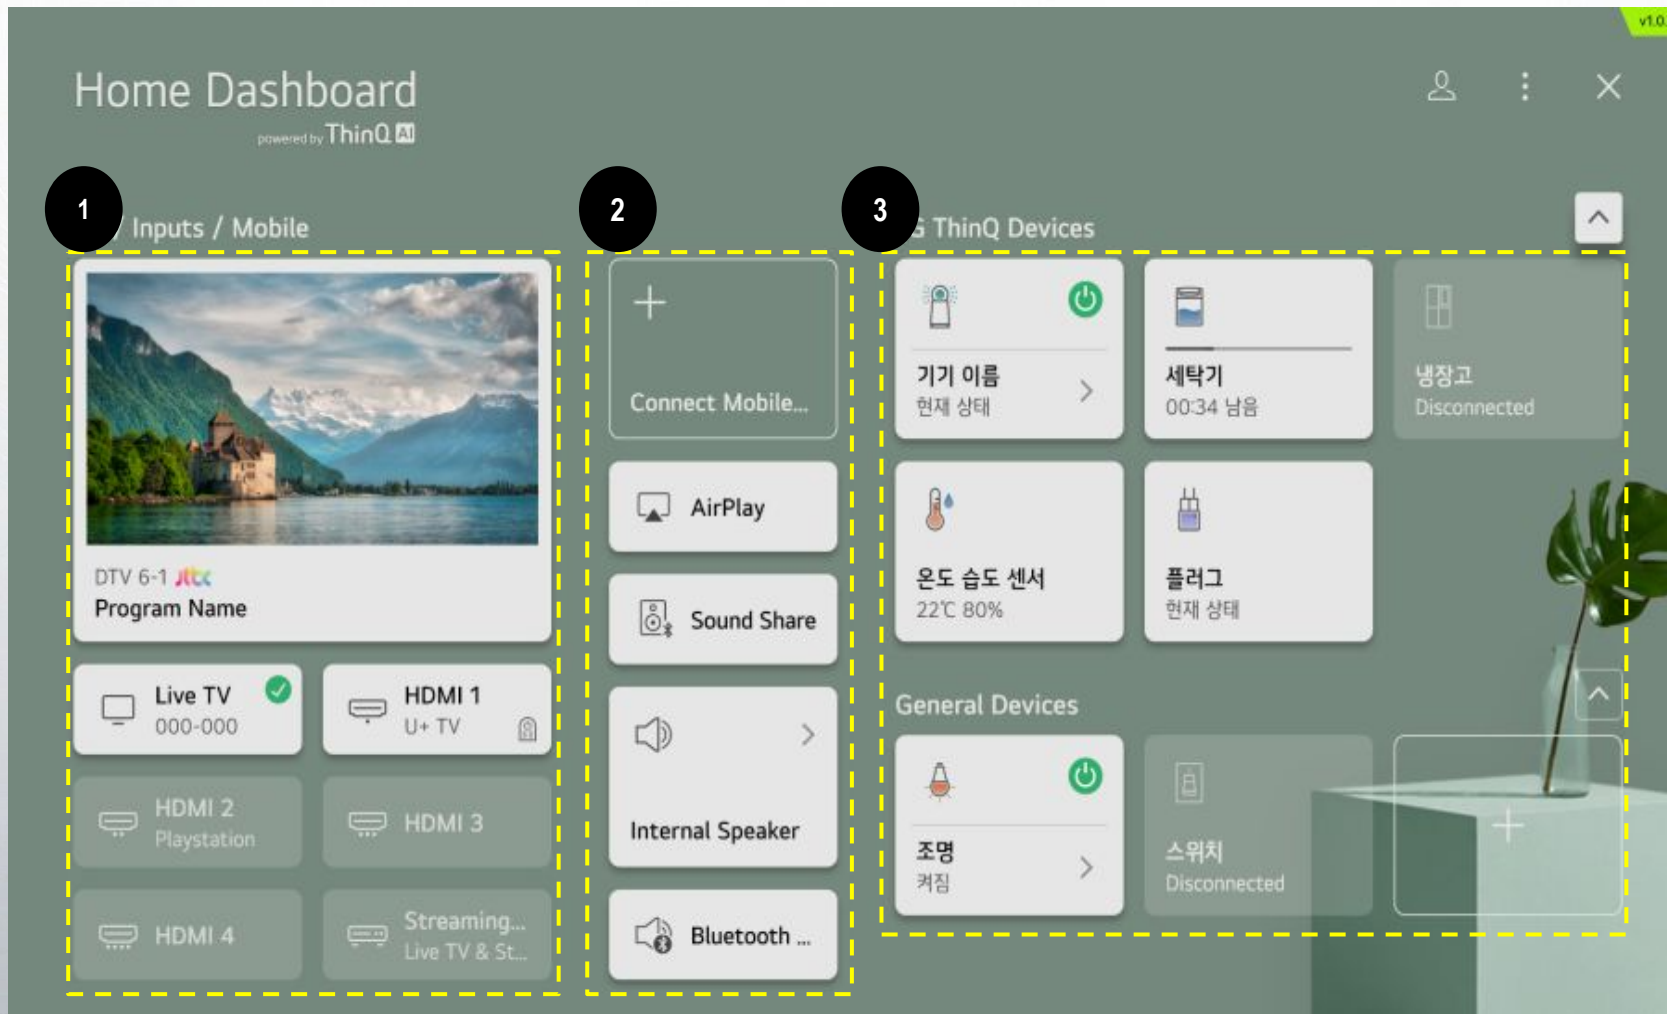 v1.0.
Home Dashboard
powered by ThinQ AI
1
2
3
/ Inputs / Mobile
G ThinQ Devices
DTV 6-1 JTBC
Program Name
Live TV
000-000
HDMI 1
U+ TV
HDMI 2
Playstation
HDMI 3
HDMI 4
Streaming...
Live TV & St...
Connect Mobile...
AirPlay
Sound Share
Internal Speaker
Bluetooth ...
기기 이름
현재 상태
세탁기
00:34 남음
냉장고
Disconnected
온도 습도 센서
22℃ 80%
플러그
현재 상태
General Devices
조명
켜짐
스위치
Disconnected